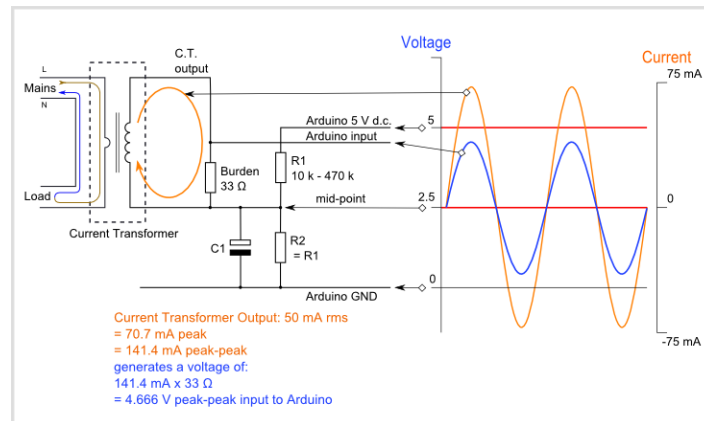 C.T.
output
L
Mains
N
Load
Current Transformer
Burden
33 Ω
C1
R1
10 k - 470 k
R2
= R1
Arduino 5 V d.c.
Arduino input
mid-point
Arduino GND
Voltage
5
2.5
0
Current
75 mA
0
-75 mA
Current Transformer Output: 50 mA rms
= 70.7 mA peak
= 141.4 mA peak-peak
generates a voltage of:
141.4 mA x 33 Ω
= 4.666 V peak-peak input to Arduino